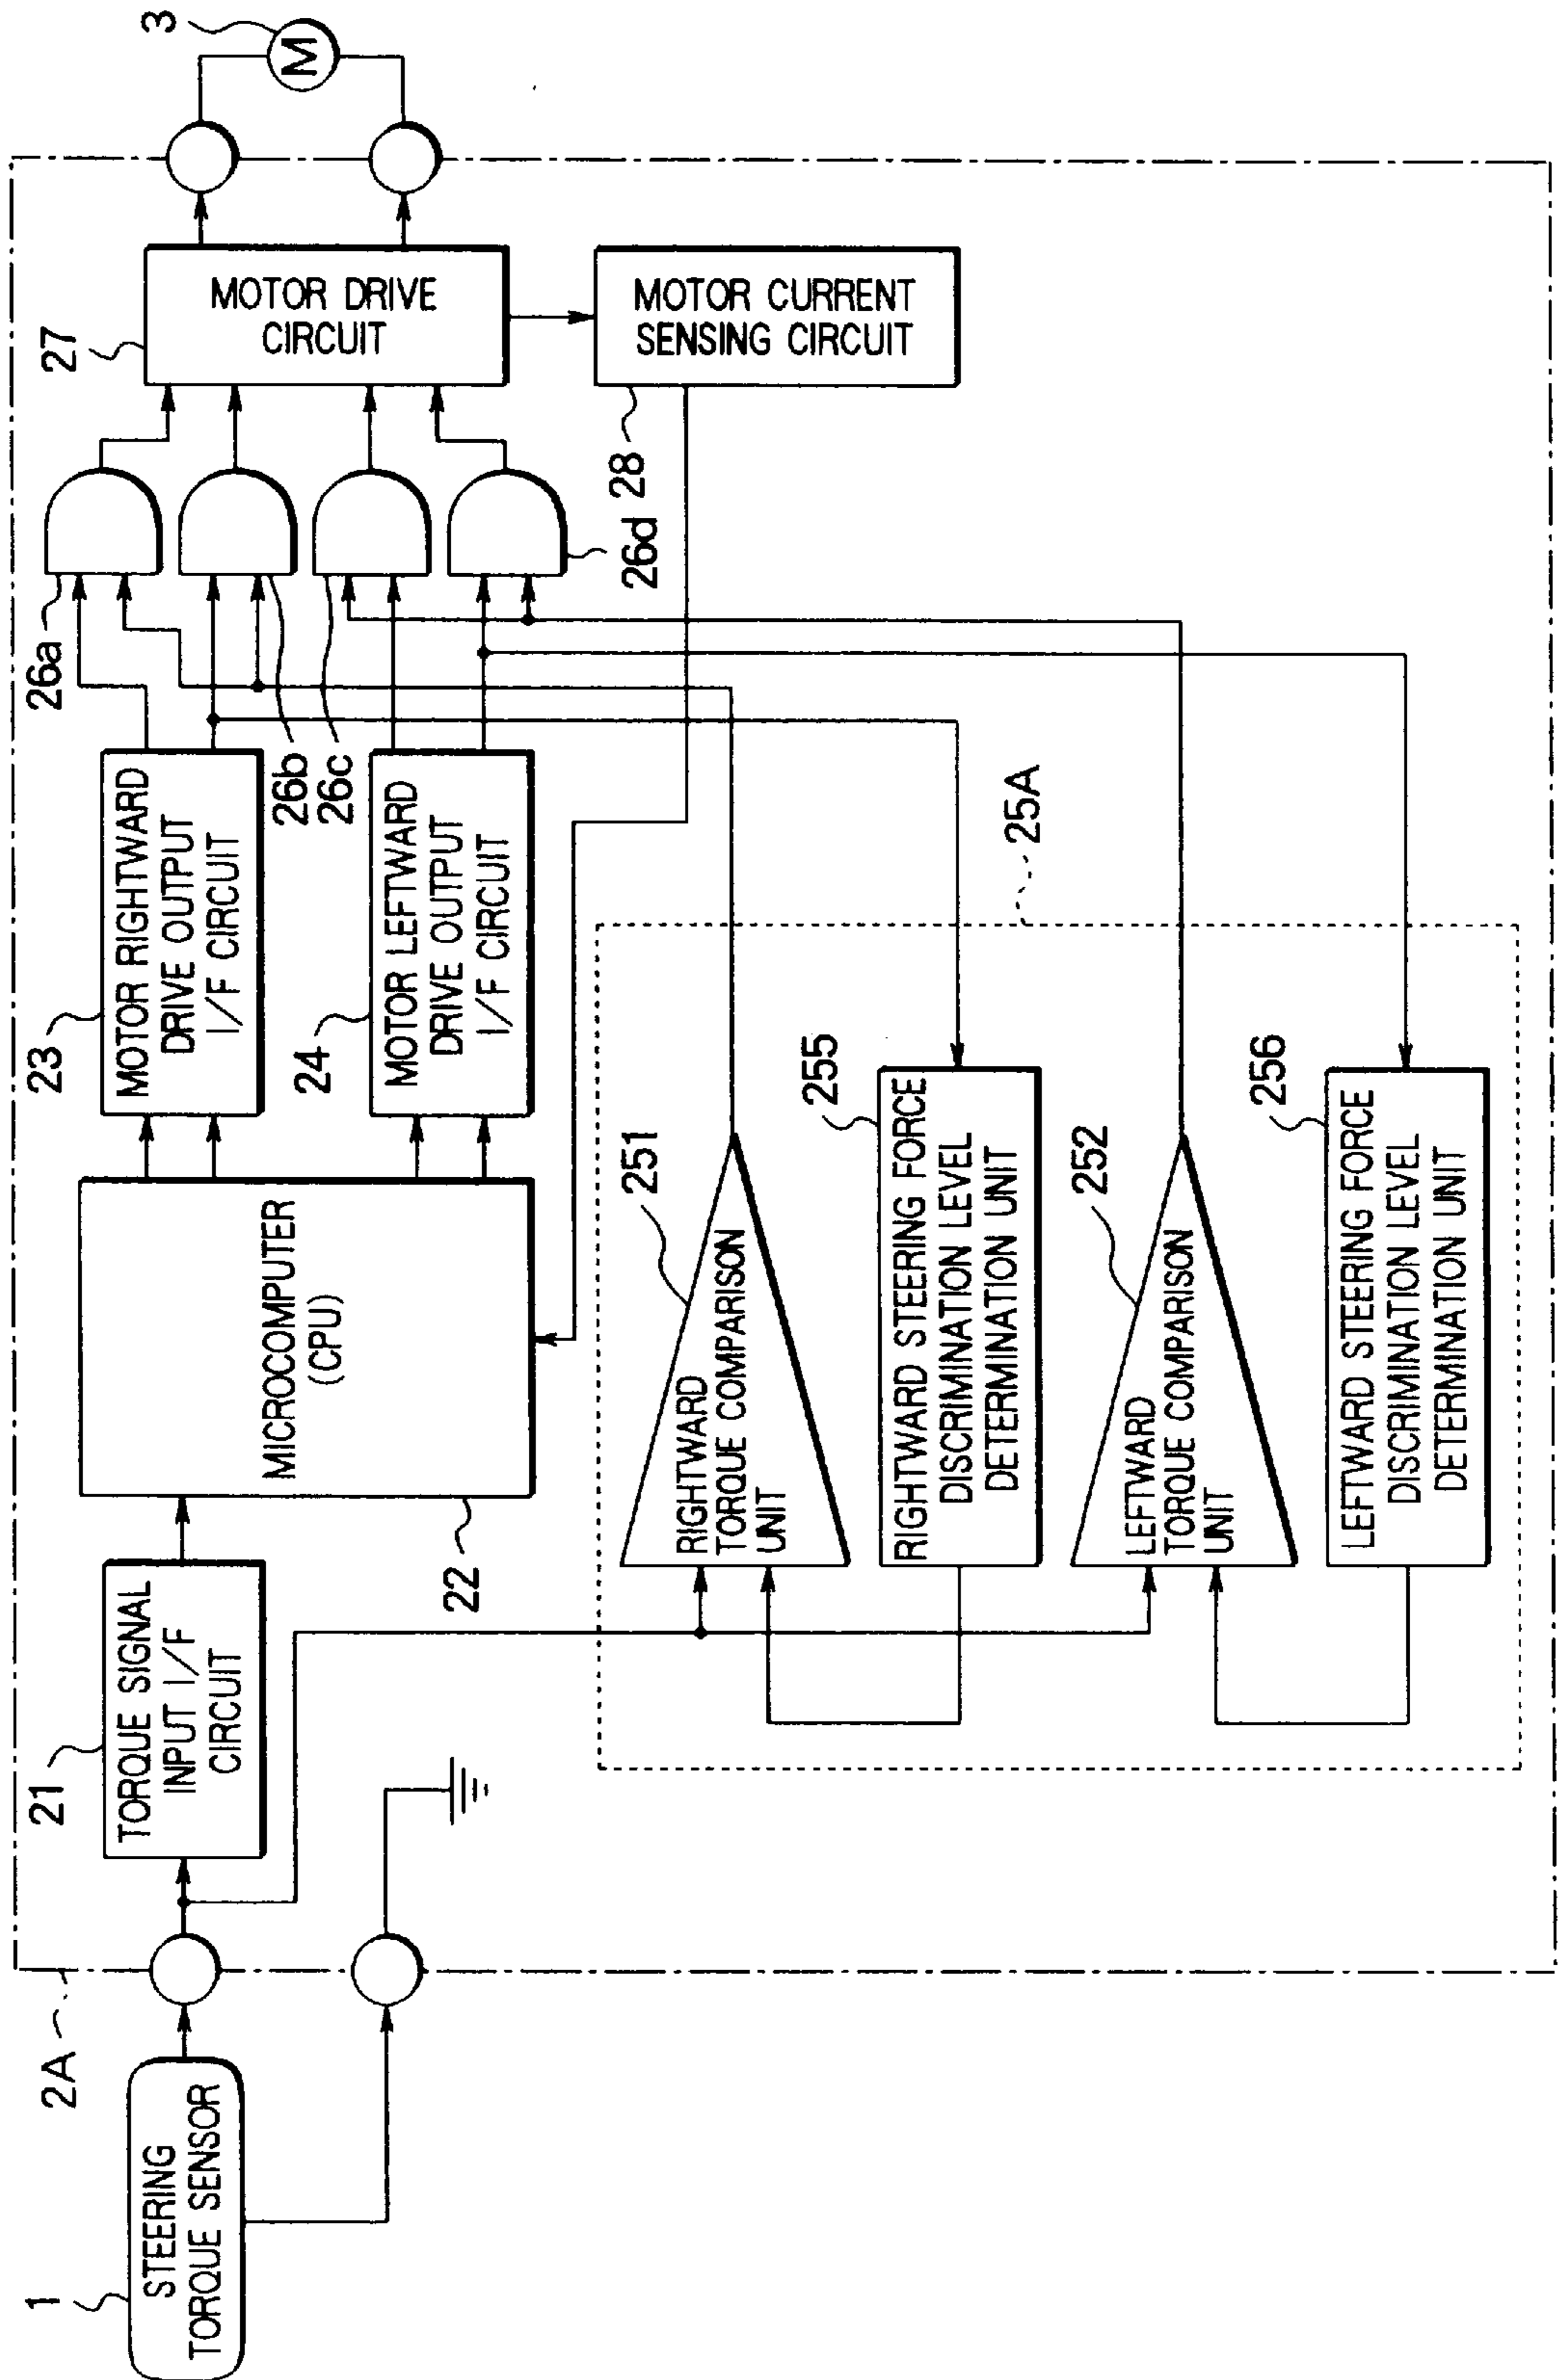 1
STEERING
TORQUE SENSOR
2A
21
TORQUE SIGNAL
INPUT I/F
CIRCUIT
22
MICROCOMPUTER
(CPU)
23
MOTOR RIGHTWARD
DRIVE OUTPUT
I/F CIRCUIT
24
MOTOR LEFTWARD
DRIVE OUTPUT
I/F CIRCUIT
26a
26b
26c
26d
27
MOTOR DRIVE
CIRCUIT
28
MOTOR CURRENT
SENSING CIRCUIT
3
M
25A
251
RIGHTWARD
TORQUE COMPARISON
UNIT
255
RIGHTWARD STEERING FORCE
DISCRIMINATION LEVEL
DETERMINATION UNIT
252
LEFTWARD
TORQUE COMPARISON
UNIT
256
LEFTWARD STEERING FORCE
DISCRIMINATION LEVEL
DETERMINATION UNIT